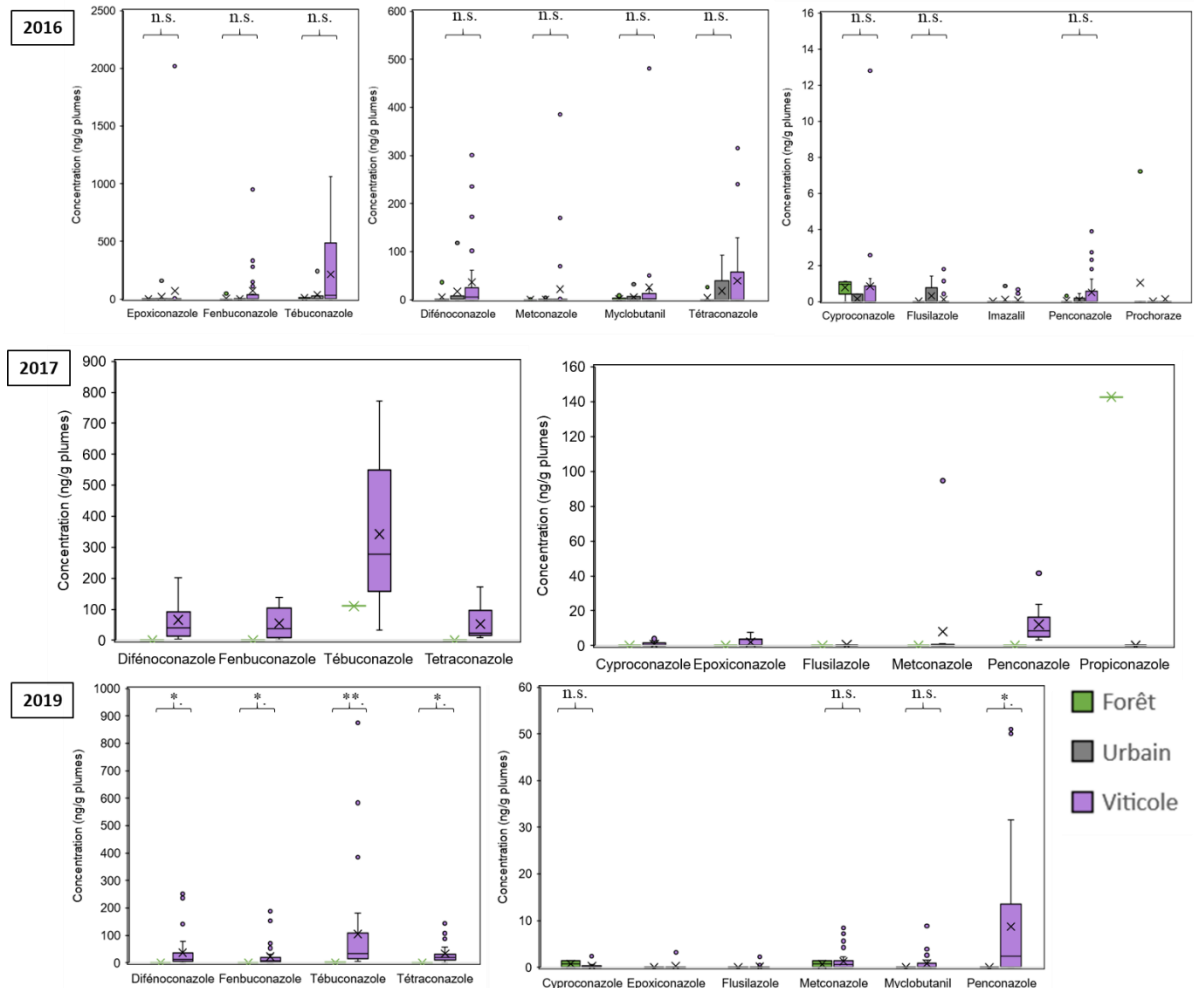 2016
Concentration (ng/g plumes)
2500
2000
1500
1000
500
0
n.s. n.s. n.s.
Epoxiconazole Fenbuconazole Tébuconazole
Concentration (ng/g plumes)
600
500
400
300
200
100
0
n.s. n.s. n.s. n.s.
Difénoconazole Metconazole Myclobutanil Tétraconazole
Concentration (ng/g plumes)
16
14
12
10
8
6
4
2
0
n.s. n.s. n.s.
Cyproconazole Flusilazole Imazalil Penconazole Prochoraze
2017
Concentration (ng/g plumes)
900
800
700
600
500
400
300
200
100
0
Difénoconazole Fenbuconazole Tébuconazole Tetraconazole
Concentration (ng/g plumes)
160
140
120
100
80
60
40
20
0
Cyproconazole Epoxiconazole Flusilazole Metconazole Penconazole Propiconazole
2019
Concentration (ng/g plumes)
1000
900
800
700
600
500
400
300
200
100
0
* * ** *
Difénoconazole Fenbuconazole Tébuconazole Tétraconazole
Concentration (ng/g plumes)
60
50
40
30
20
10
0
n.s. n.s. n.s. *
Cyproconazole Epoxiconazole Flusilazole Metconazole Myclobutanil Penconazole
Forêt
Urbain
Viticole